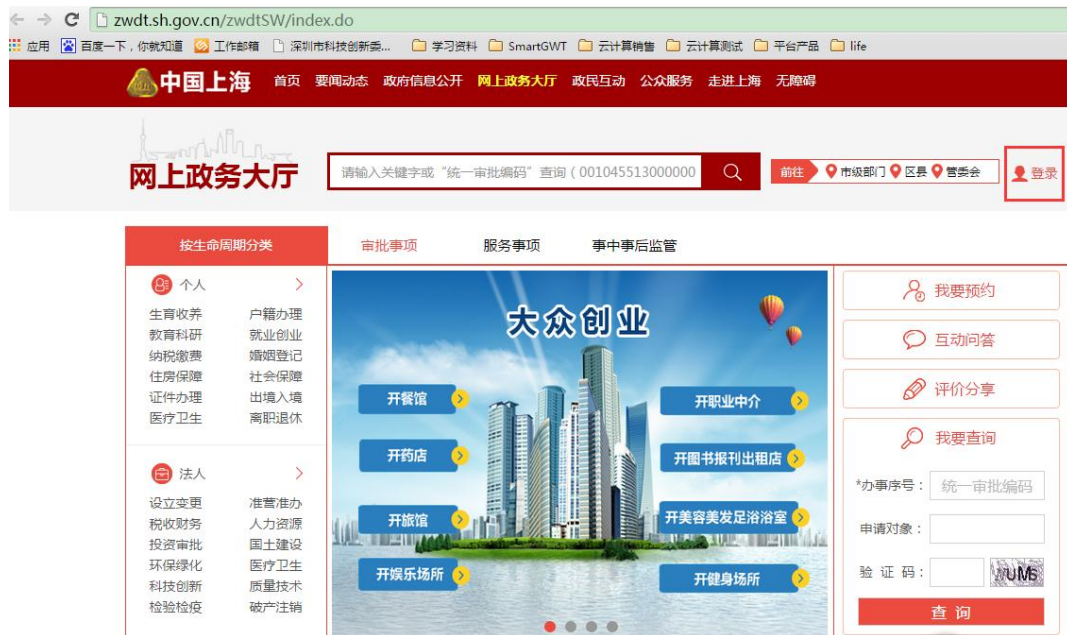 zwdt.sh.gov.cn/zwdtSW/index.do
应用 百度一下，你就知道 工作邮箱 深圳市科技创新委... 学习资料 SmartGWT 云计算销售 云计算测试 平台产品 life
中国上海 首页 要闻动态 政府信息公开 网上政务大厅 政民互动 公众服务 走进上海 无障碍
网上政务大厅 请输入关键字或“统一审批编码”查询（001045513000000 前往 市级部门 区县 管委会 登录
按生命周期分类 审批事项 服务事项 事中事后监管
个人
生育收养 户籍办理
教育科研 就业创业
纳税缴费 婚姻登记
住房保障 社会保障
证件办理 出境入境
医疗卫生 离职退休
法人
设立变更 准营准办
税收财务 人力资源
投资审批 国土建设
环保绿化 医疗卫生
科技创新 质量技术
检验检疫 破产注销
大众创业
开餐馆
开药店
开旅馆
开娱乐场所
开职业中介
开图书报刊出租店
开美容美发足浴浴室
开健身场所
我要预约
互动问答
评价分享
我要查询
*办事序号： 统一审批编码
申请对象：
验 证 码：
查 询